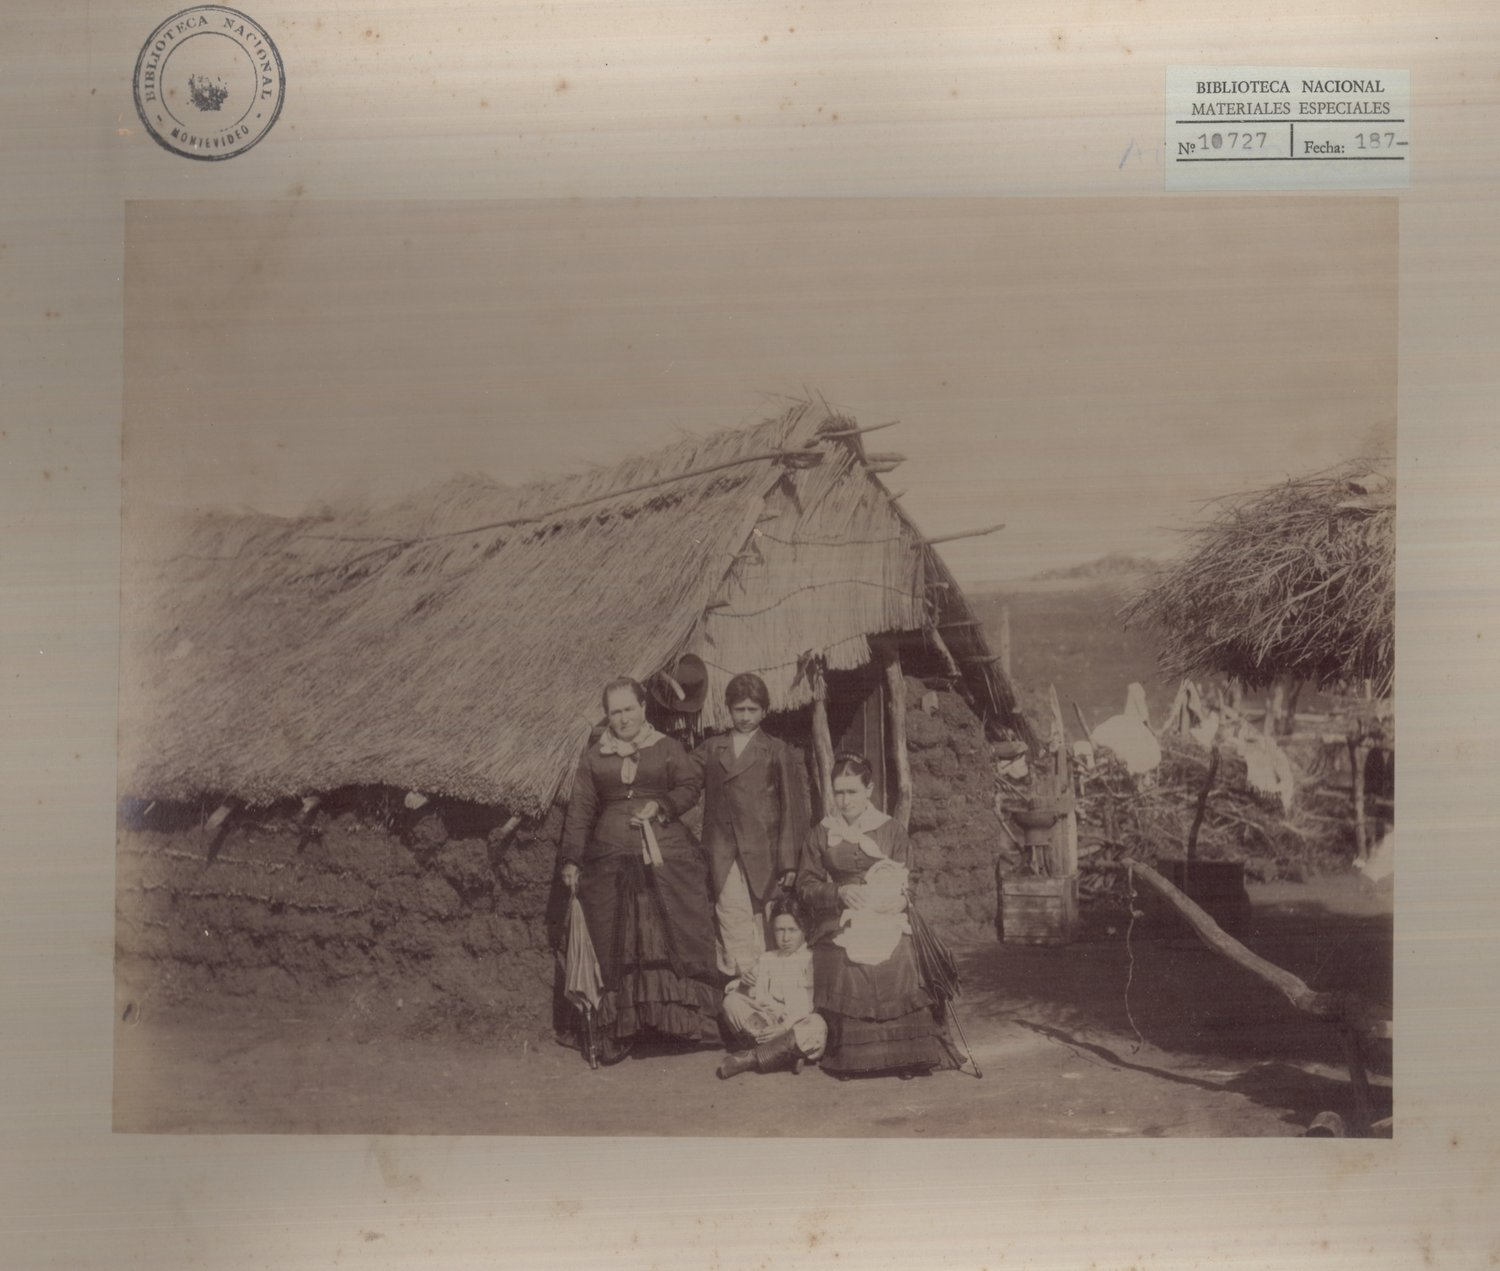 BIBLIOTECA NACIONAL
- MONTEVIDEO -
BIBLIOTECA NACIONAL
MATERIALES ESPECIALES
Nº 10727 Fecha: 187-